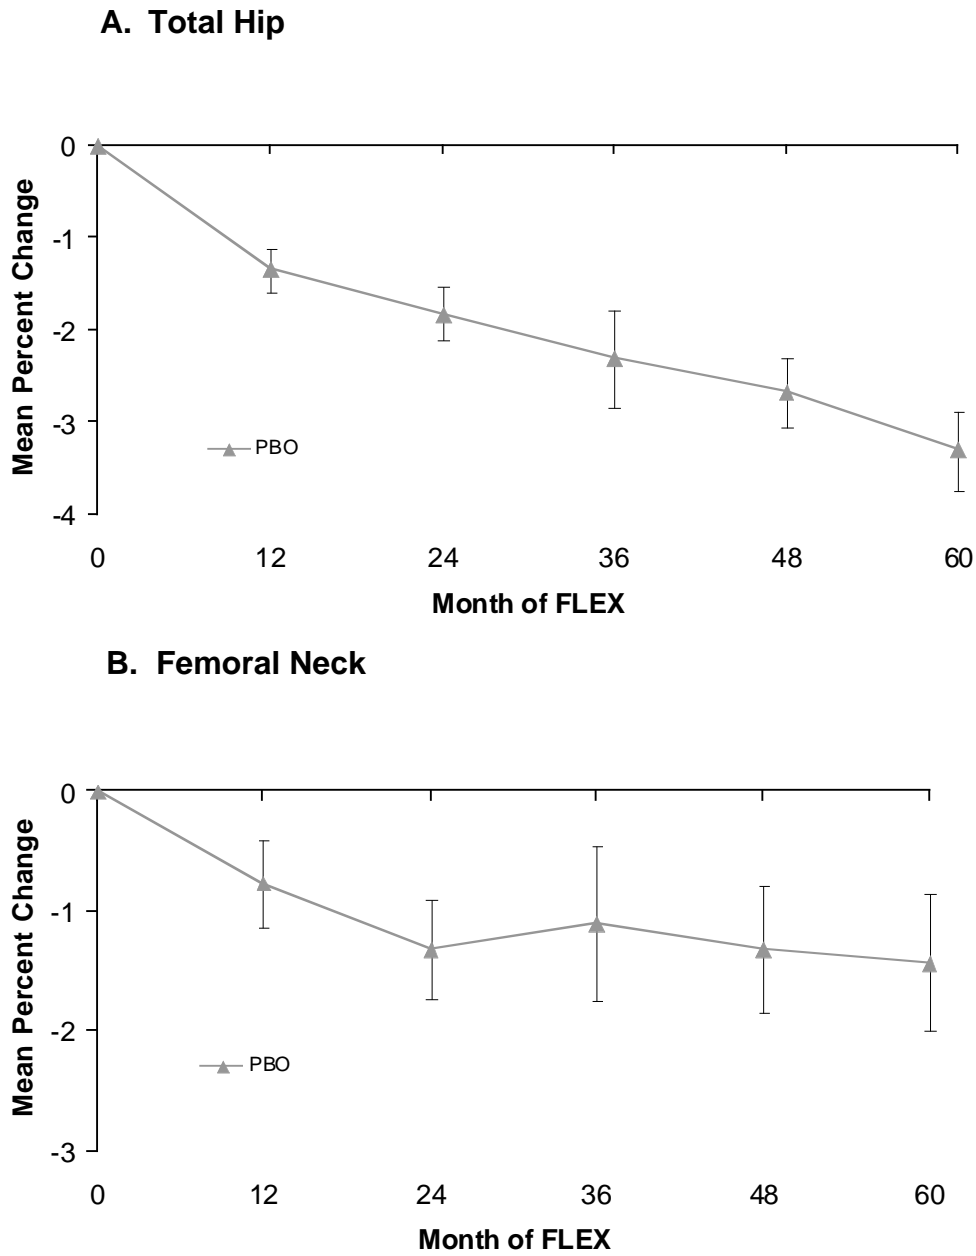 A. Total Hip
Mean Percent Change
0
-1
-2
-3
-4
PBO
0 12 24 36 48 60
Month of FLEX
B. Femoral Neck
Mean Percent Change
0
-1
-2
-3
PBO
0 12 24 36 48 60
Month of FLEX